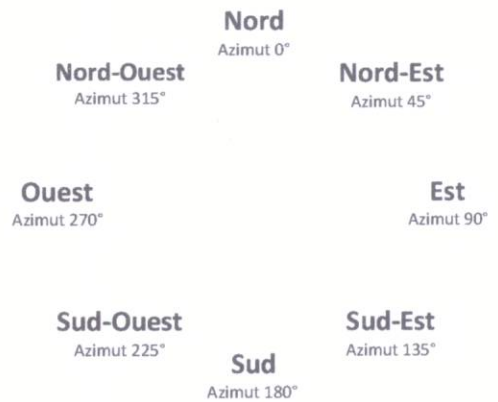 Nord
Azimut 0°
Nord-Ouest
Azimut 315°
Nord-Est
Azimut 45°
Ouest
Azimut 270°
Est
Azimut 90°
Sud-Ouest
Azimut 225°
Sud-Est
Azimut 135°
Sud
Azimut 180°